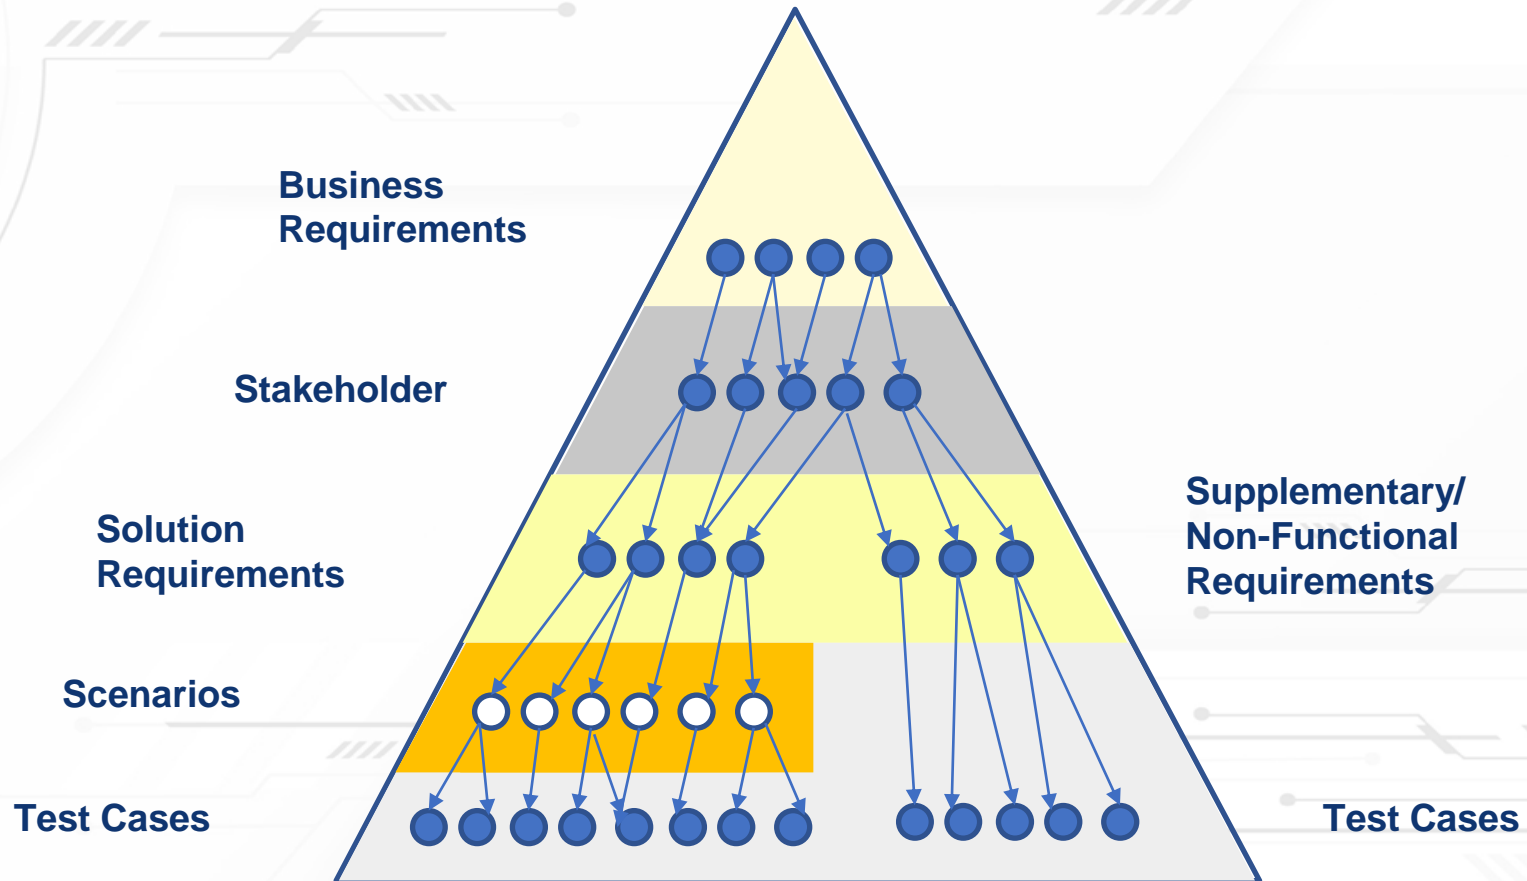 Business
Requirements
Stakeholder
Solution
Requirements
Supplementary/
Non-Functional
Requirements
Scenarios
Test Cases
Test Cases